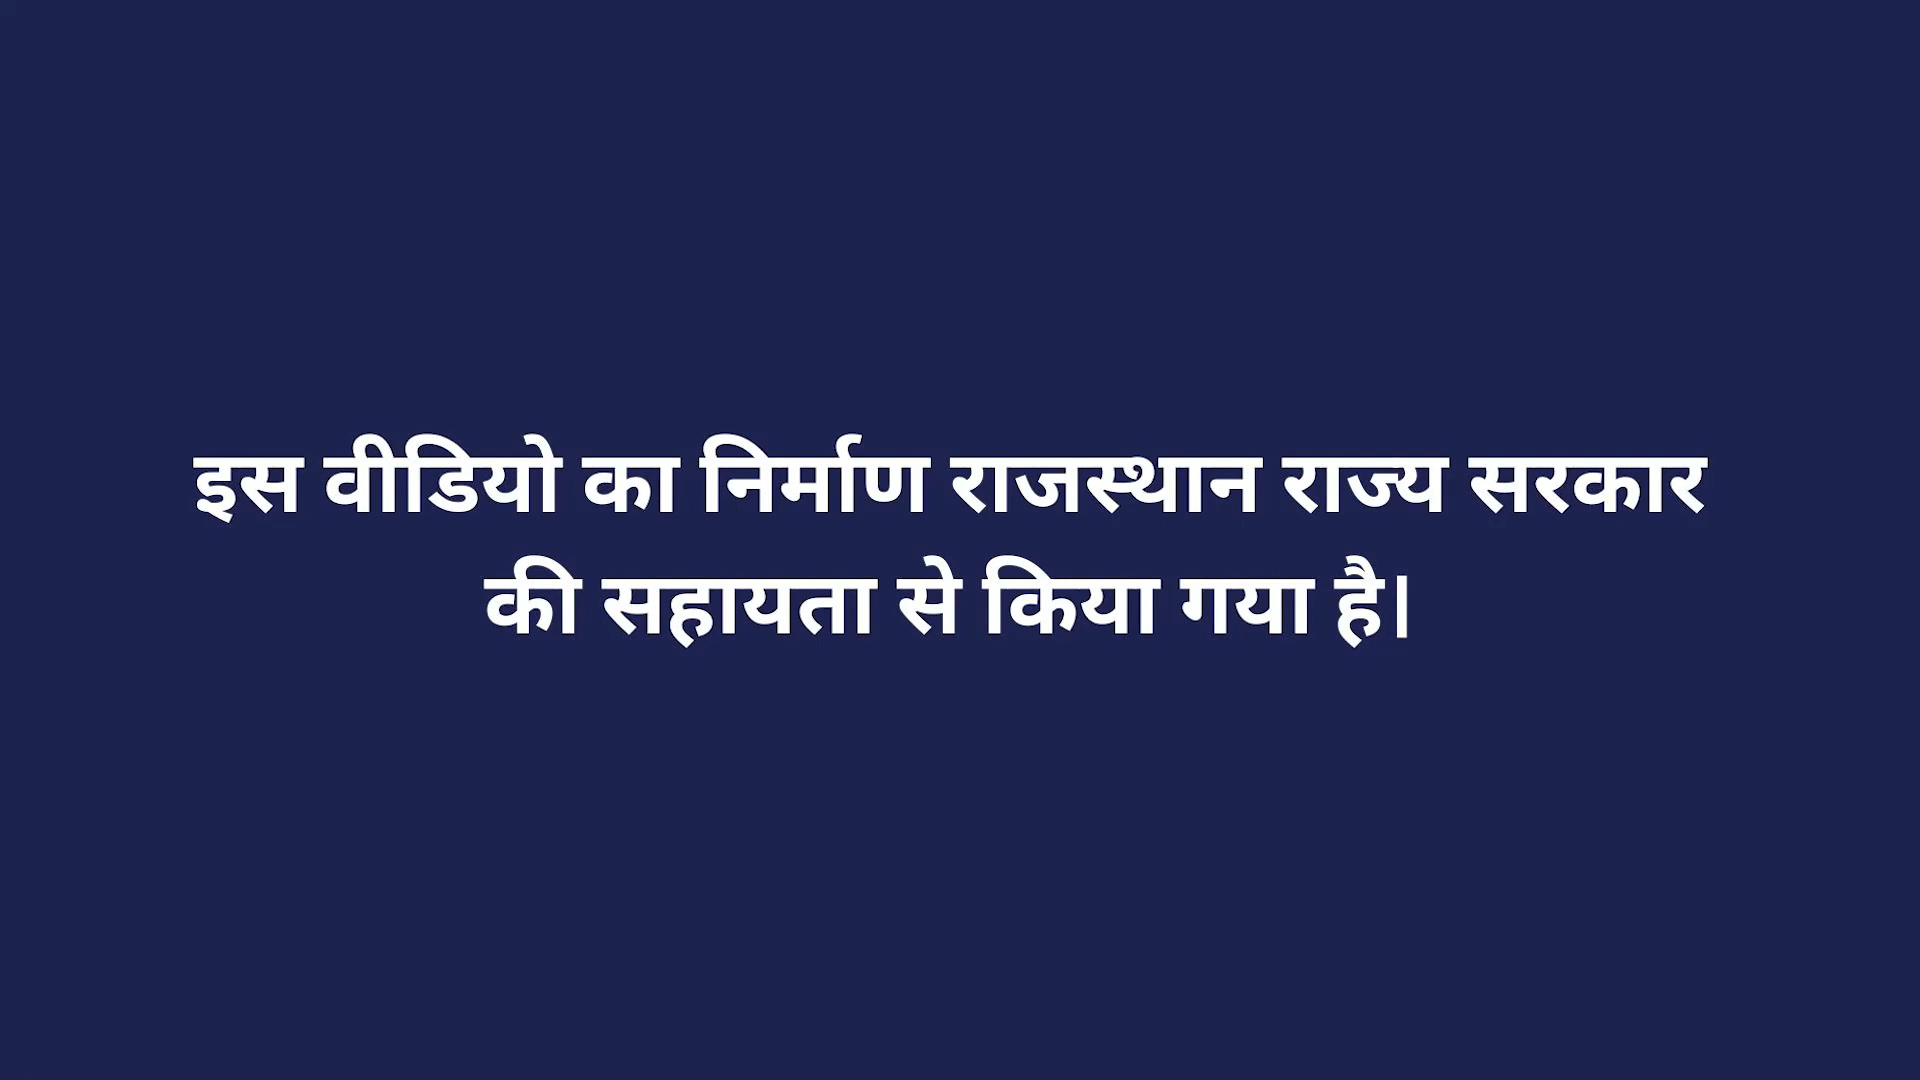 इस वीडियो का निर्माण राजस्थान राज्य सरकार
की सहायता से किया गया है।